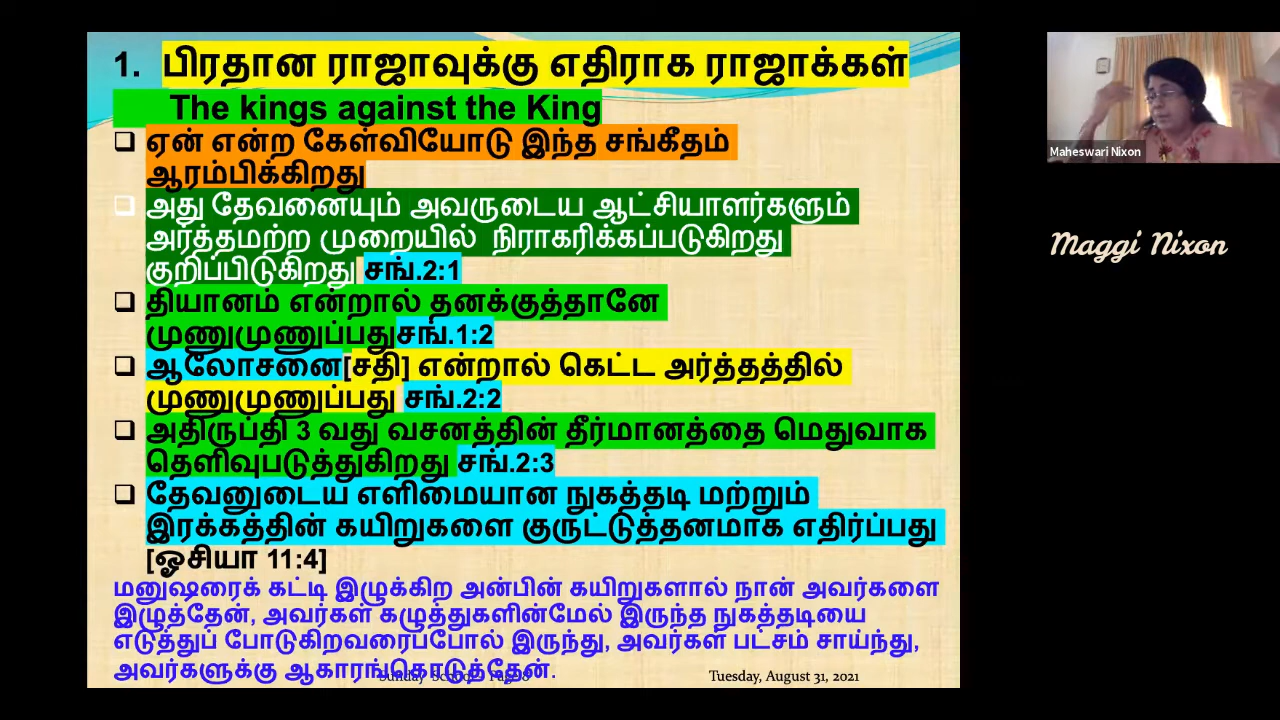 1. பிரதான ராஜாவுக்கு எதிராக ராஜாக்கள்
The kings against the King
ஏன் என்ற கேள்வியோடு இந்த சங்கீதம்
ஆரம்பிக்கிறது
அது தேவனையும் அவருடைய ஆட்சியாளர்களும்
அர்த்தமற்ற முறையில் நிராகரிக்கப்படுகிறது
குறிப்பிடுகிறது சங்.2:1
தியானம் என்றால் தனக்குத்தானே
முணுமுணுப்பதுசங்.1:2
ஆலோசனை[சதி] என்றால் கெட்ட அர்த்தத்தில்
முணுமுணுப்பது சங்.2:2
அதிருப்தி 3 வது வசனத்தின் தீர்மானத்தை மெதுவாக
தெளிவுபடுத்துகிறது சங்.2:3
தேவனுடைய எளிமையான நுகத்தடி மற்றும்
இரக்கத்தின் கயிறுகளை குருட்டுத்தனமாக எதிர்ப்பது
[ஓசியா 11:4]
மனுஷரைக் கட்டி இழுக்கிற அன்பின் கயிறுகளால் நான் அவர்களை
இழுத்தேன், அவர்கள் கழுத்துகளின்மேல் இருந்த நுகத்தடியை
எடுத்துப் போடுகிறவரைப்போல் இருந்து, அவர்கள் பட்சம் சாய்ந்து,
அவர்களுக்கு ஆகாரங்கொடுத்தேன்.
Sunday
Tuesday, August 31, 2021
Maheswari Nixon
Maggi Nixon